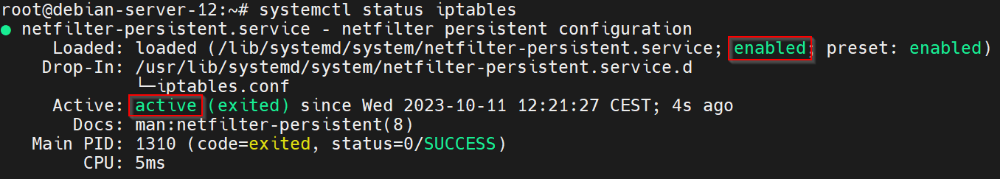 root@debian-server-12:~# systemctl status iptables
● netfilter-persistent.service - netfilter persistent configuration
Loaded: loaded (/lib/systemd/system/netfilter-persistent.service; enabled; preset: enabled)
Drop-In: /usr/lib/systemd/system/netfilter-persistent.service.d
└─iptables.conf
Active: active (exited) since Wed 2023-10-11 12:21:27 CEST; 4s ago
Docs: man:netfilter-persistent(8)
Main PID: 1310 (code=exited, status=0/SUCCESS)
CPU: 5ms